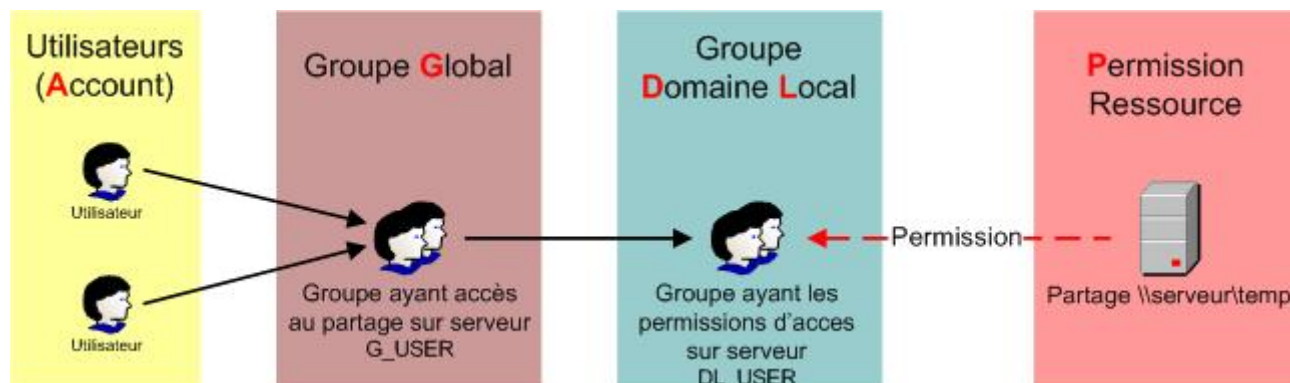 Utilisateurs
(Account)
Utilisateur
Utilisateur
Groupe Global
Groupe ayant accès
au partage sur serveur
G_USER
Groupe
Domaine Local
Groupe ayant les
permissions d'acces
sur serveur
DL_USER
Permission
Permission
Ressource
Partage \\serveur\temp